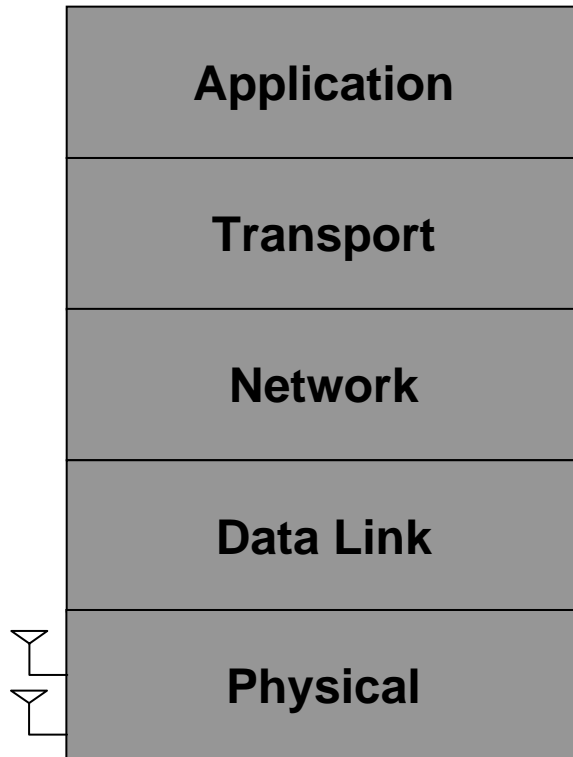 Application
Transport
Network
Data Link
Physical